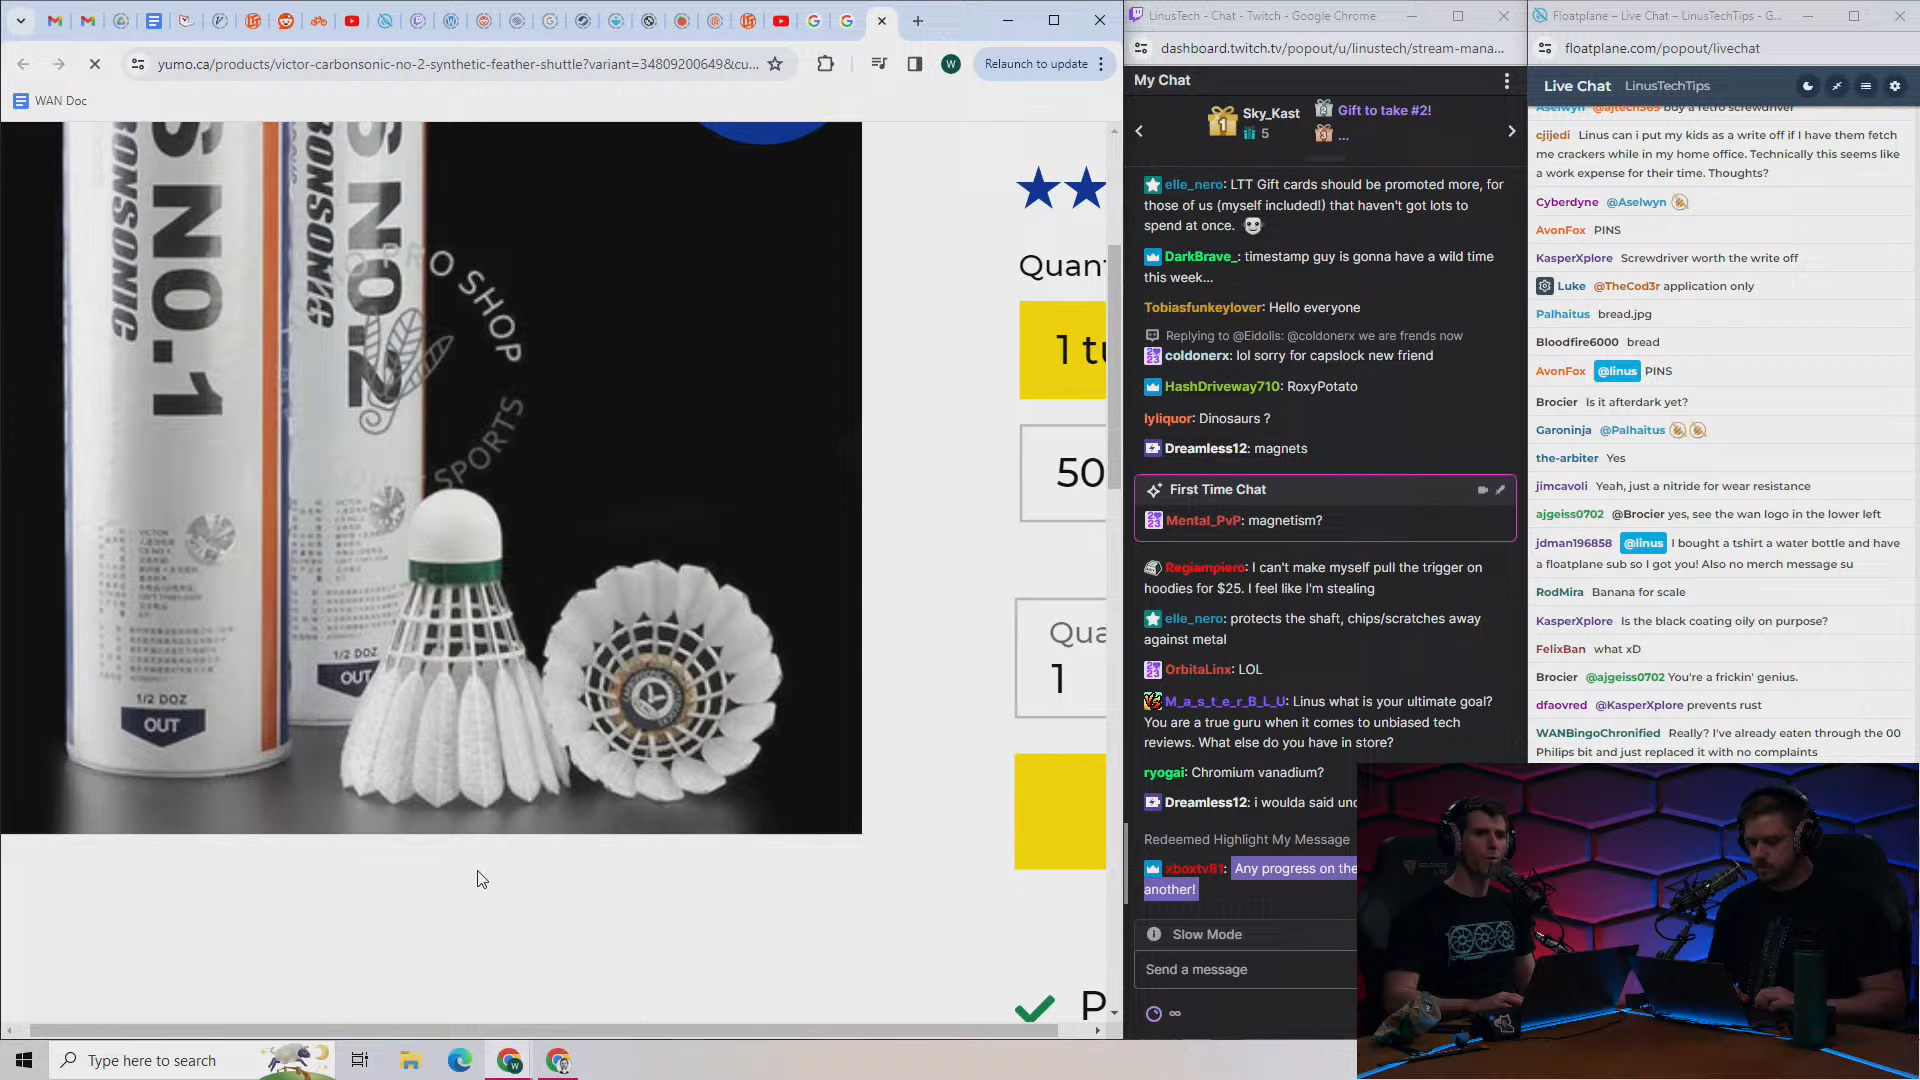 yumo.ca/products/victor-carbonsonic-no-2-synthetic-feather-shuttle?variant=34809200649&cu...
Relaunch to update
WAN Doc
S NO.1
S NO.2
PRO SHOP
SPORTS
1/2 DOZ
OUT
1/2 DOZ
OUT
Quan
1 tu
50
Qua
1
P
Type here to search
LinusTech - Chat - Twitch - Google Chrome
dashboard.twitch.tv/popout/u/linustech/stream-mana...
My Chat
Sky_Kast
5
Gift to take #2!
...
elle_nero: LTT Gift cards should be promoted more, for
those of us (myself included!) that haven't got lots to
spend at once.
DarkBrave_: timestamp guy is gonna have a wild time
this week...
Tobiasfunkeylover: Hello everyone
Replying to @Eidolis: @coldonerx we are frends now
coldonerx: lol sorry for capslock new friend
HashDriveway710: RoxyPotato
lyliquor: Dinosaurs ?
Dreamless12: magnets
First Time Chat
Mental_PvP: magnetism?
Regiampiero: I can't make myself pull the trigger on
hoodies for $25. I feel like I'm stealing
elle_nero: protects the shaft, chips/scratches away
against metal
OrbitaLinx: LOL
M_a_s_t_e_r_B_L_U: Linus what is your ultimate goal?
You are a true guru when it comes to unbiased tech
reviews. What else do you have in store?
ryogai: Chromium vanadium?
Dreamless12: i woulda said unc
Redeemed Highlight My Message
xboxtv81: Any progress on the
another!
Slow Mode
Send a message
Floatplane – Live Chat – LinusTechTips - G...
floatplane.com/popout/livechat
Live Chat LinusTechTips
Aselwyn @ajtech569 buy a retro screwdriver
cjijedi Linus can i put my kids as a write off if I have them fetch
me crackers while in my home office. Technically this seems like
a work expense for their time. Thoughts?
Cyberdyne @Aselwyn
AvonFox PINS
KasperXplore Screwdriver worth the write off
Luke @TheCod3r application only
Palhaitus bread.jpg
Bloodfire6000 bread
AvonFox @linus PINS
Brocier Is it afterdark yet?
Garoninja @Palhaitus
the-arbiter Yes
jimcavoli Yeah, just a nitride for wear resistance
ajgeiss0702 @Brocier yes, see the wan logo in the lower left
jdman196858 @linus I bought a tshirt a water bottle and have
a floatplane sub so I got you! Also no merch message su
RodMira Banana for scale
KasperXplore Is the black coating oily on purpose?
FelixBan what xD
Brocier @ajgeiss0702 You're a frickin' genius.
dfaovred @KasperXplore prevents rust
WANBingoChronified Really? I've already eaten through the 00
Philips bit and just replaced it with no complaints